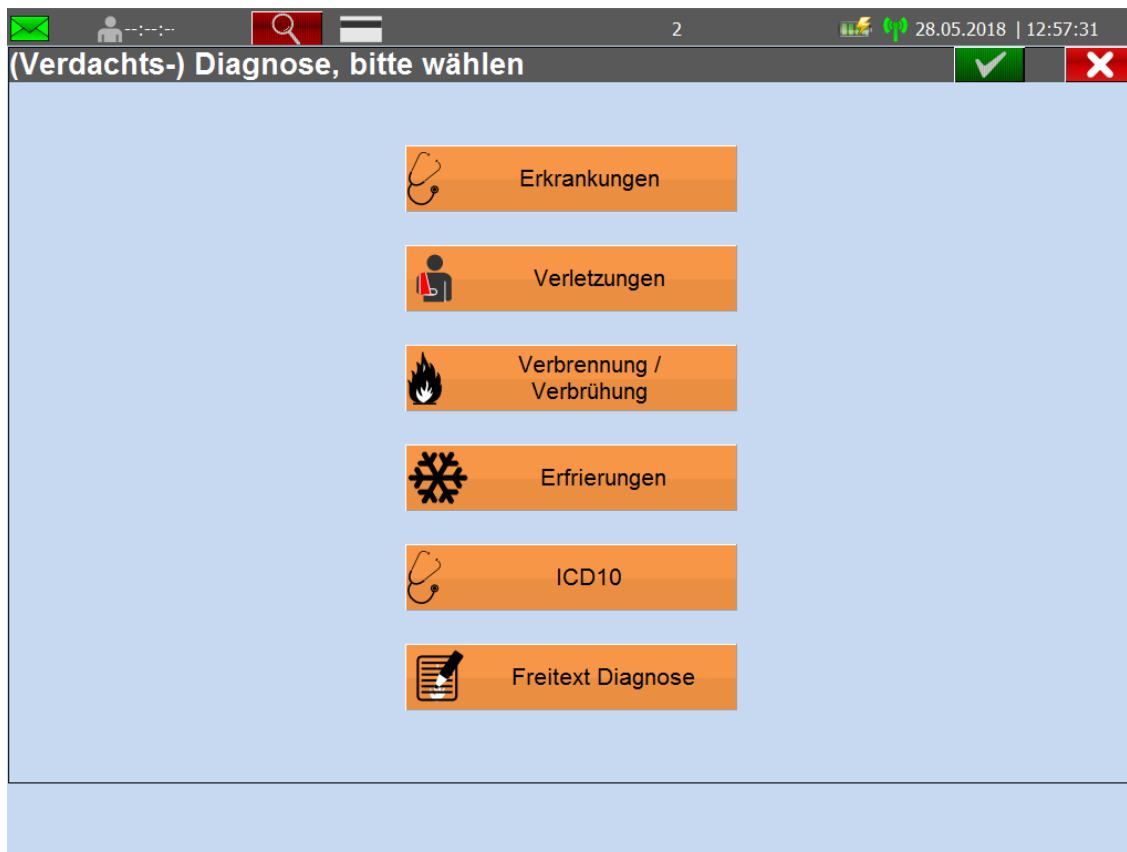 --:--:-- 2 28.05.2018 | 12:57:31
(Verdachts-) Diagnose, bitte wählen
Erkrankungen
Verletzungen
Verbrennung /
Verbrühung
Erfrierungen
ICD10
Freitext Diagnose